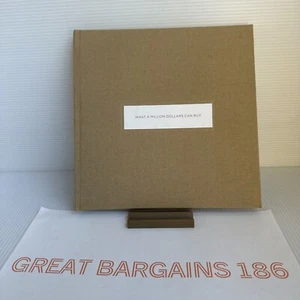 WHAT A MILLION DOLLARS CAN BUY
GREAT BARGAINS 186